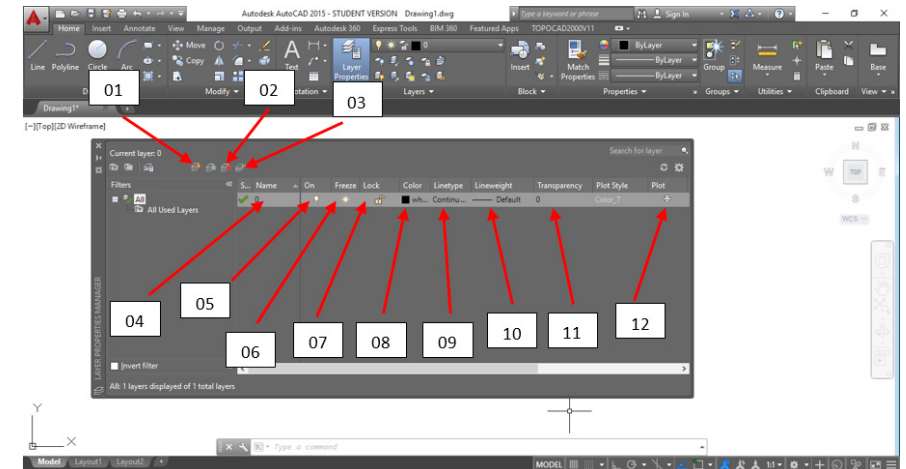 Autodesk AutoCAD 2015 - STUDENT VERSION Drawing1.dwg
Type a keyword or phrase
Sign In
Home Insert Annotate View Manage Output Add-ins Autodesk 360 Express Tools BIM 360 Featured Apps TOPOCAD2000V11
Move
Copy
0
ByLayer
ByLayer
ByLayer
Line Polyline Circle Arc Text Layer Properties Insert Match Properties Group Measure Paste Base
Modify Layers Block Properties Groups Utilities Clipboard View
01
02
03
Drawing1*
[−][Top][2D Wireframe]
N
W TOP E
S
WCS
Current layer: 0
Search for layer
Filters
S... Name On Freeze Lock Color Linetype Lineweight Transparency Plot Style Plot
All
0 wh... Continu... Default 0 Color_7
All Used Layers
04
05
06
07
08
09
10
11
12
LAYER PROPERTIES MANAGER
Invert filter
All: 1 layers displayed of 1 total layers
Y
X
Type a command
Model Layout1 Layout2 +
MODEL
1:1